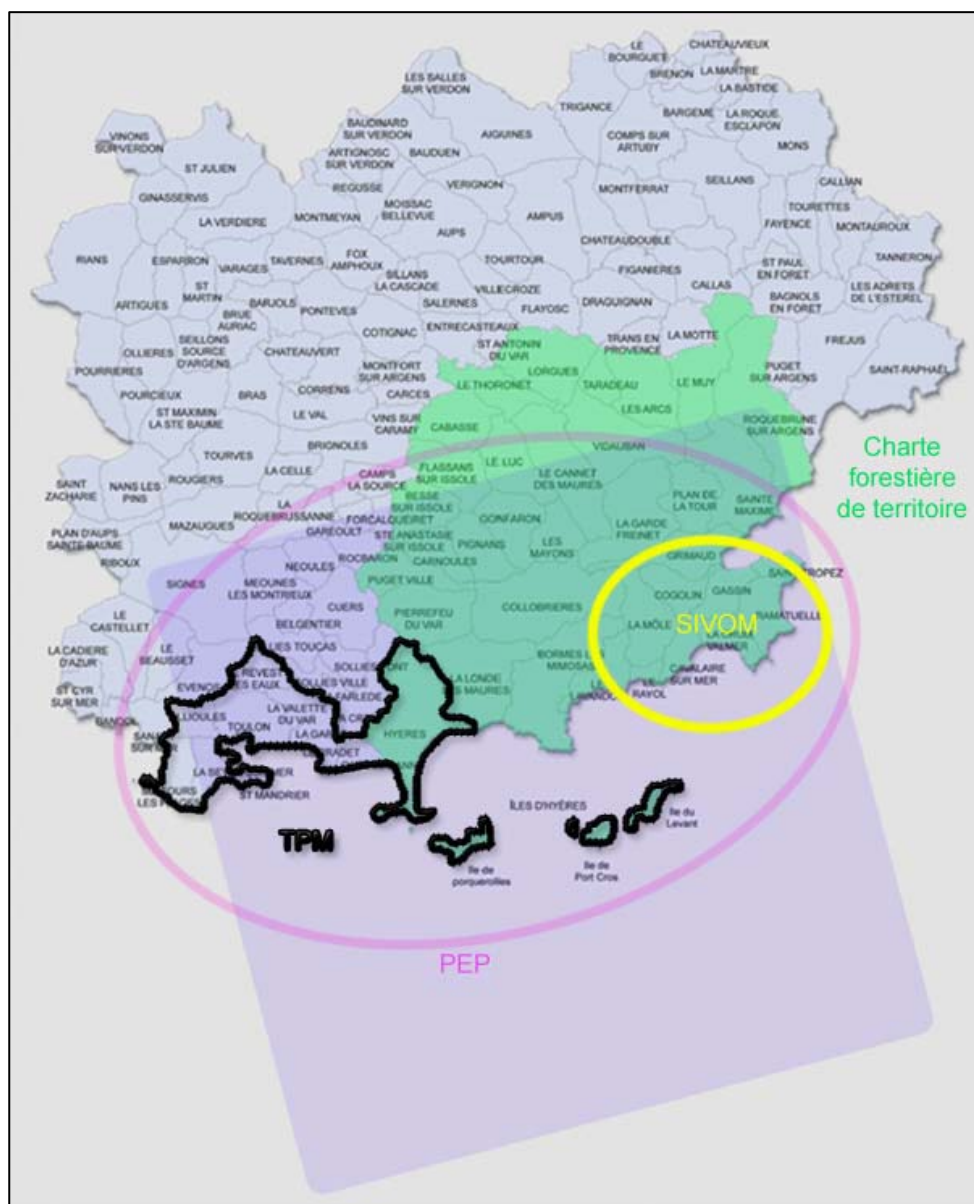 CHATEAUVIEUX
LE
BOURGUET
BRENON
LA MARTRE
LA BASTIDE
LES SALLES
SUR VERDON
TRIGANCE
BARGEME
LA ROQUE
ESCLAPON
VINONS
SUR VERDON
BAUDINARD
SUR VERDON
AIGUINES
COMPS SUR
ARTUBY
MONS
ST JULIEN
ARTIGNOSC
SUR VERDON
BAUDUEN
GINASSERVIS
REGUSSE
VERIGNON
MONTFERRAT
SEILLANS
CALLIAN
TOURETTES
LA VERDIERE
MONTMEYAN
MOISSAC
BELLEVUE
AMPUS
FAYENCE
MONTAUROUX
AUPS
CHATEAUDOUBLE
RIANS
ESPARRON
VARAGES
TAVERNES
FOX
AMPHOUX
SILLANS
LA CASCADE
TOURTOUR
FIGANIERES
ST PAUL
EN FORET
TANNERON
ST
MARTIN
VILLECROZE
CALLAS
LES ADRETS
DE L'ESTEREL
ARTIGUES
BARJOLS
PONTEVES
SALERNES
FLAYOSC
DRAGUIGNAN
BAGNOLS
EN FORET
BRUE
AURIAC
COTIGNAC
ENTRECASTEAUX
TRANS EN
PROVENCE
LA MOTTE
FREJUS
OLLIERES
SEILLONS
SOURCE
D'ARGENS
CHATEAUVERT
ST ANTONIN
DU VAR
LORGUES
POURRIERES
MONTFORT
SUR ARGENS
PUGET
SUR ARGENS
SAINT-RAPHAËL
POURCIEUX
BRAS
CORRENS
CARCES
LE THORONET
TARADEAU
LE MUY
ST MAXIMIN
LA STE BAUME
LE VAL
VINS SUR
CARAMY
CABASSE
LES ARCS
ROQUEBRUNE
SUR ARGENS
BRIGNOLES
VIDAUBAN
Charte
forestière
de territoire
TOURVES
LA CELLE
CAMPS
LA SOURCE
FLASSANS
SUR ISSOLE
LE LUC
LE CANNET
DES MAURES
SAINT
ZACHARIE
NANS LES
PINS
ROUGIERS
LA
ROQUEBRUSSANNE
BESSE
SUR ISSOLE
PLAN DE
LA TOUR
SAINTE
MAXIME
PLAN D'AUPS
SAINTE BAUME
MAZAUGUES
FORCALQUEIRET
GAREOULT
STE ANASTASIE
SUR ISSOLE
GONFARON
LA GARDE
FREINET
RIBOUX
ROCBARON
PIGNANS
LES
MAYONS
GRIMAUD
NEOULES
CARNOULES
SIGNES
MEOUNES
LES MONTRIEUX
PUGET VILLE
COGOLIN
GASSIN
LE
CASTELLET
CUERS
PIERREFEU
DU VAR
COLLOBRIERES
LA MÔLE
SIVOM
RAMATUELLE
BELGENTIER
VALMER
LA CADIERE
D'AZUR
LE
BEAUSSET
BORMES LES
MIMOSAS
CAVALAIRE
SUR MER
ST CYR
SUR MER
LA LONDE
LES MAURES
LE
RAYOL
LA VALETTE
DU VAR
TOULON
HYERES
ST MANDRIER
TPM
ÎLES D'HYÈRES
Ile du
Levant
Ile de
porquerolles
Ile de
Port Cros
PEP